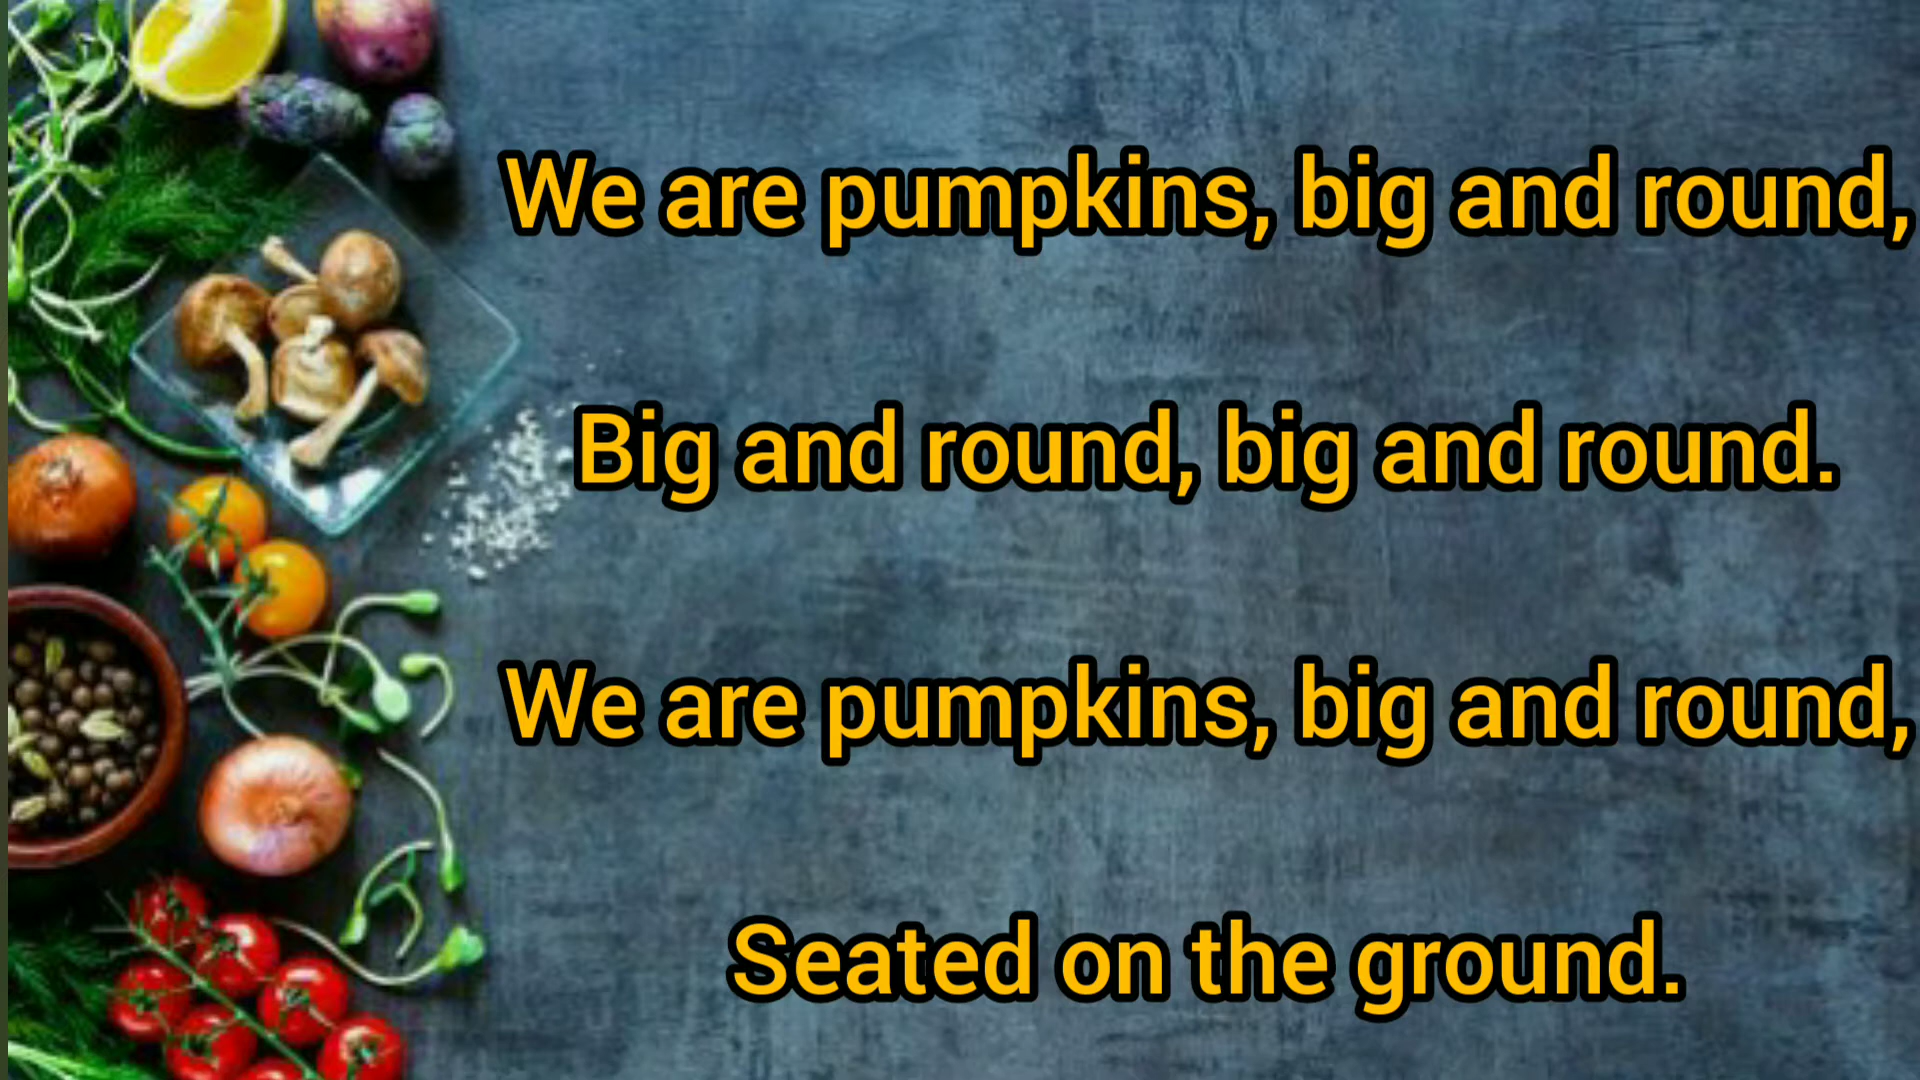 We are pumpkins, big and round,
Big and round, big and round.
We are pumpkins, big and round,
Seated on the ground.